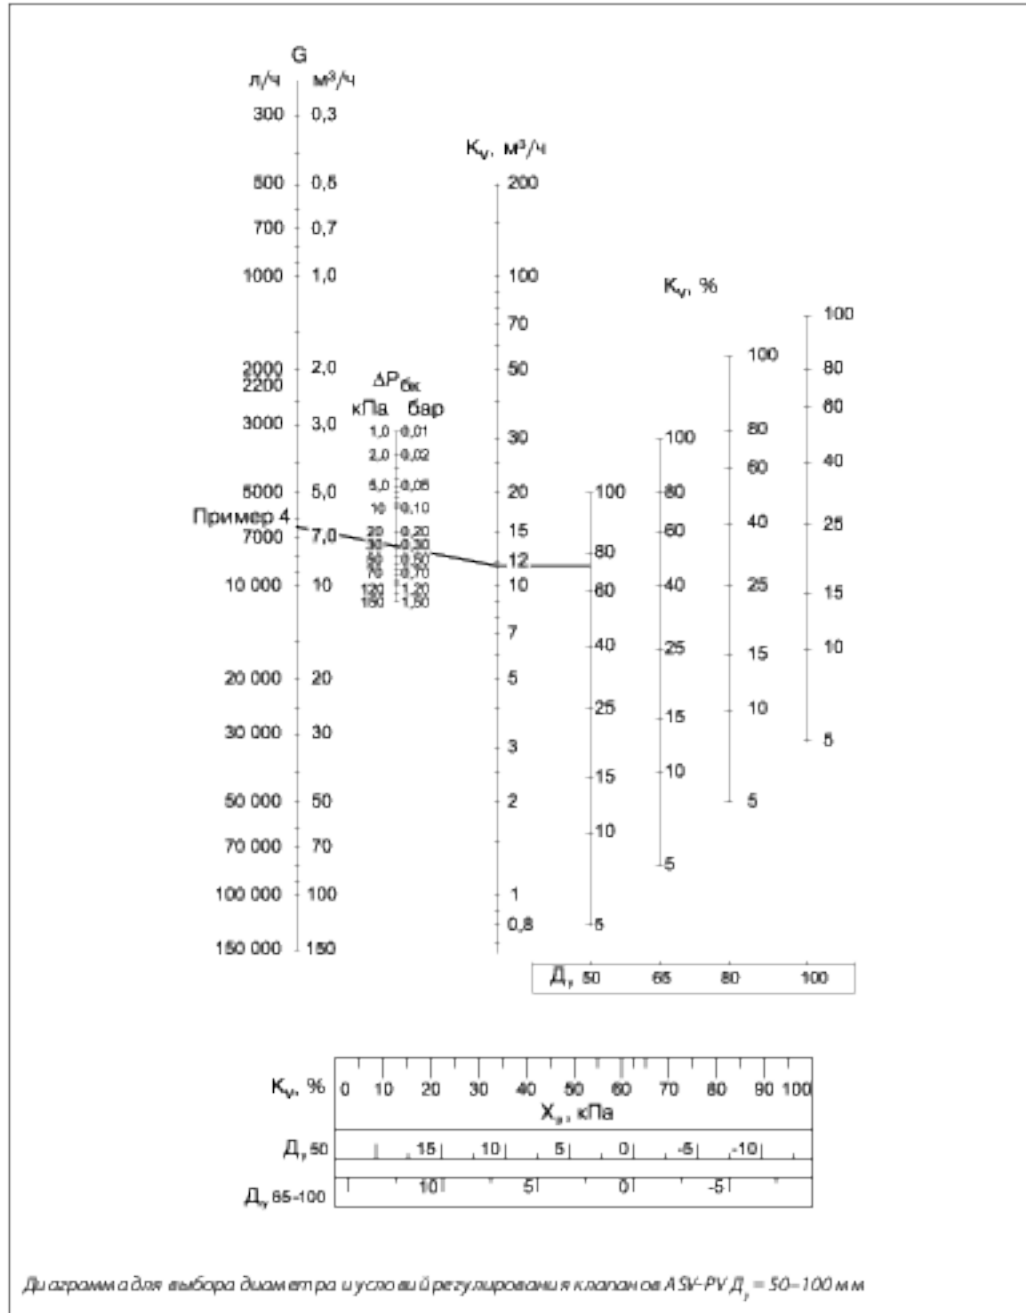 G
л/ч м³/ч
300 0,3
Kᵥ, м³/ч
500 0,5 200
700 0,7
1000 1,0 100
Kᵥ, %
70 100
2000 2,0 50 100 80
2200
ΔPбк
кПа бар 60
3000 3,0 1,0 0,01 30 100 80
2,0 0,02 60 40
5000 5,0 5,0 0,05 20 100 80
10 0,10
Пример 4 40 25
7000 7,0 20 0,20 15 60
30 0,30
50 0,50 12 80
70 0,70
10 000 10 120 1,20 10 60 40 25 15
150 1,50
7 40 25 15 10
20 000 20 5
25 15 10
30 000 30 3 5
15 10
50 000 50 2 5
10
70 000 70 5
100 000 100 1
0,8 5
150 000 150
Dу 50 65 80 100
Kᵥ, % 0 10 20 30 40 50 60 70 80 90 100
Xₚ, кПа
Ду 50 15 10 5 0 -5 -10
Ду 65-100 10 5 0 -5
Диаграмма для выбора диаметра и условий регулирования клапанов ASV-PV Ду = 50–100 мм